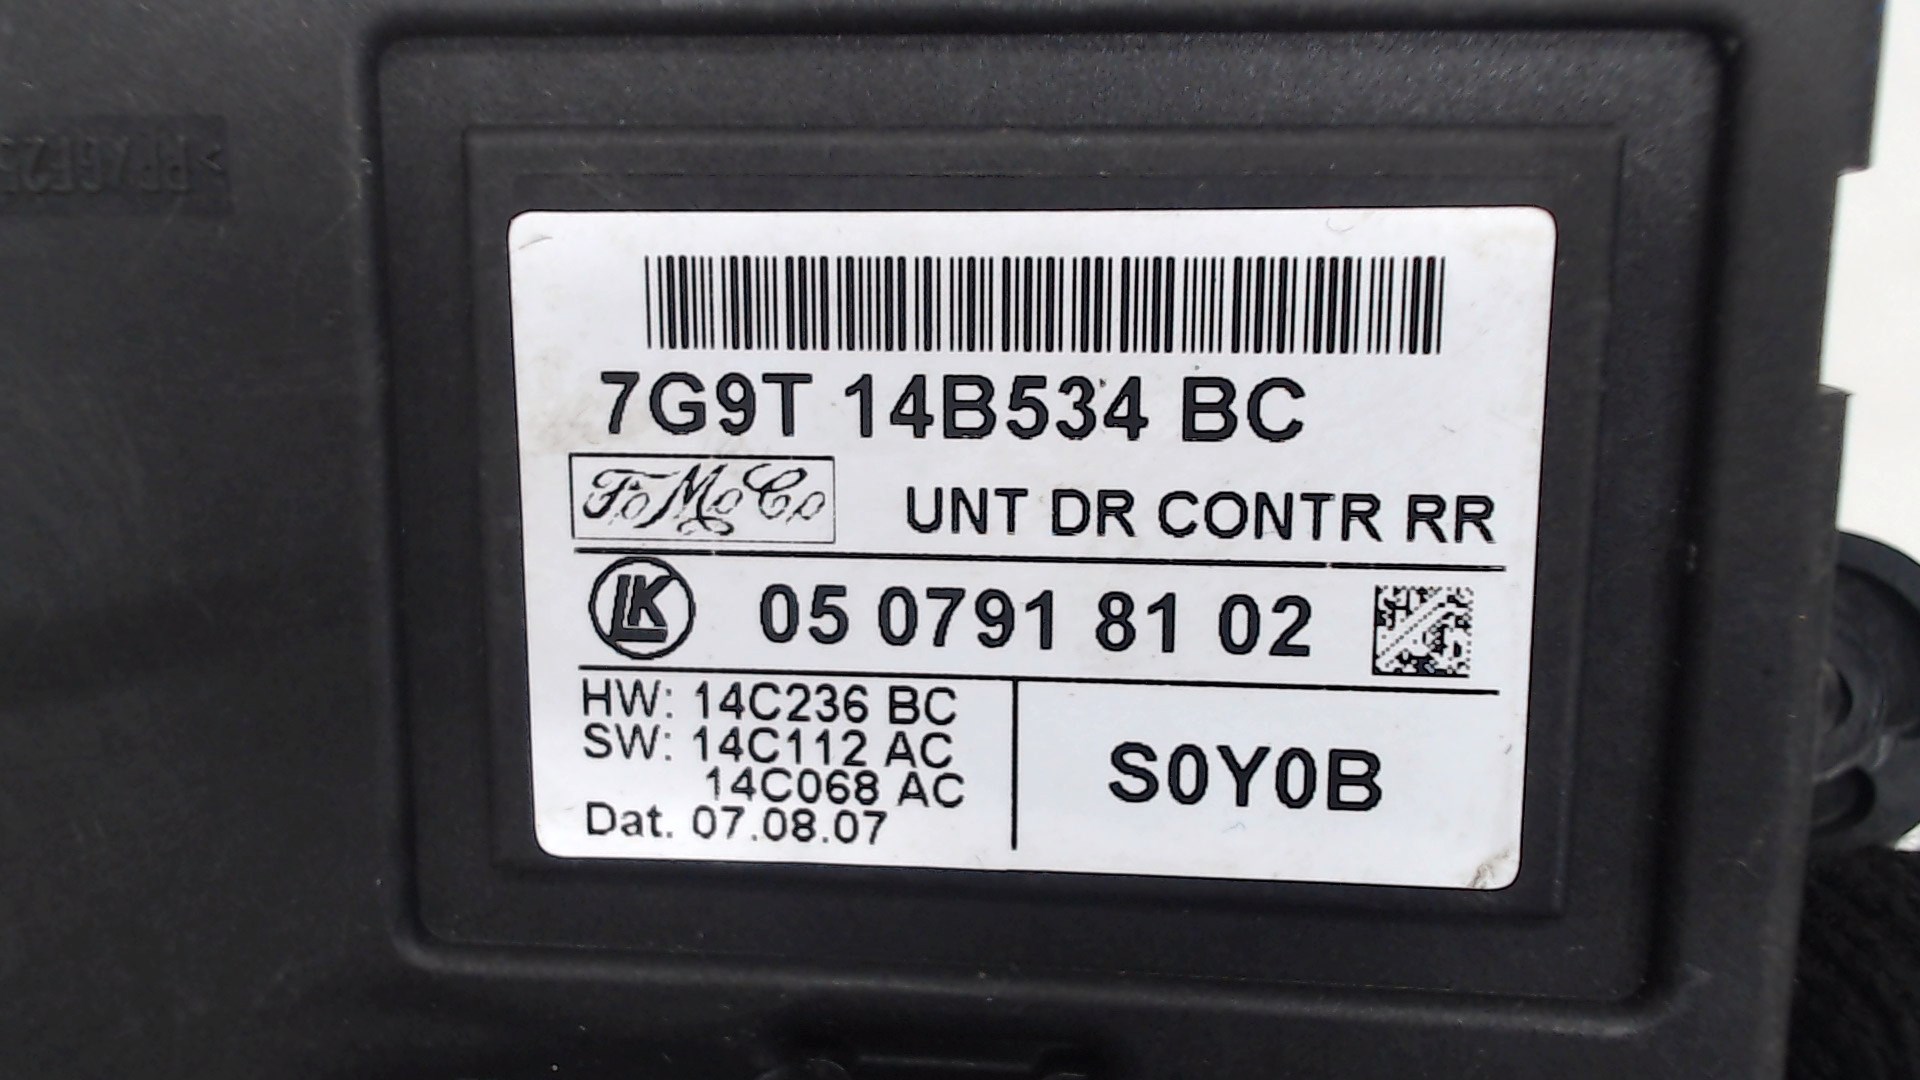 7G9T 14B534 BC
FoMoCo
UNT DR CONTR RR
LK
05 0791 81 02
HW: 14C236 BC
SW: 14C112 AC
14C068 AC
Dat. 07.08.07
S0Y0B